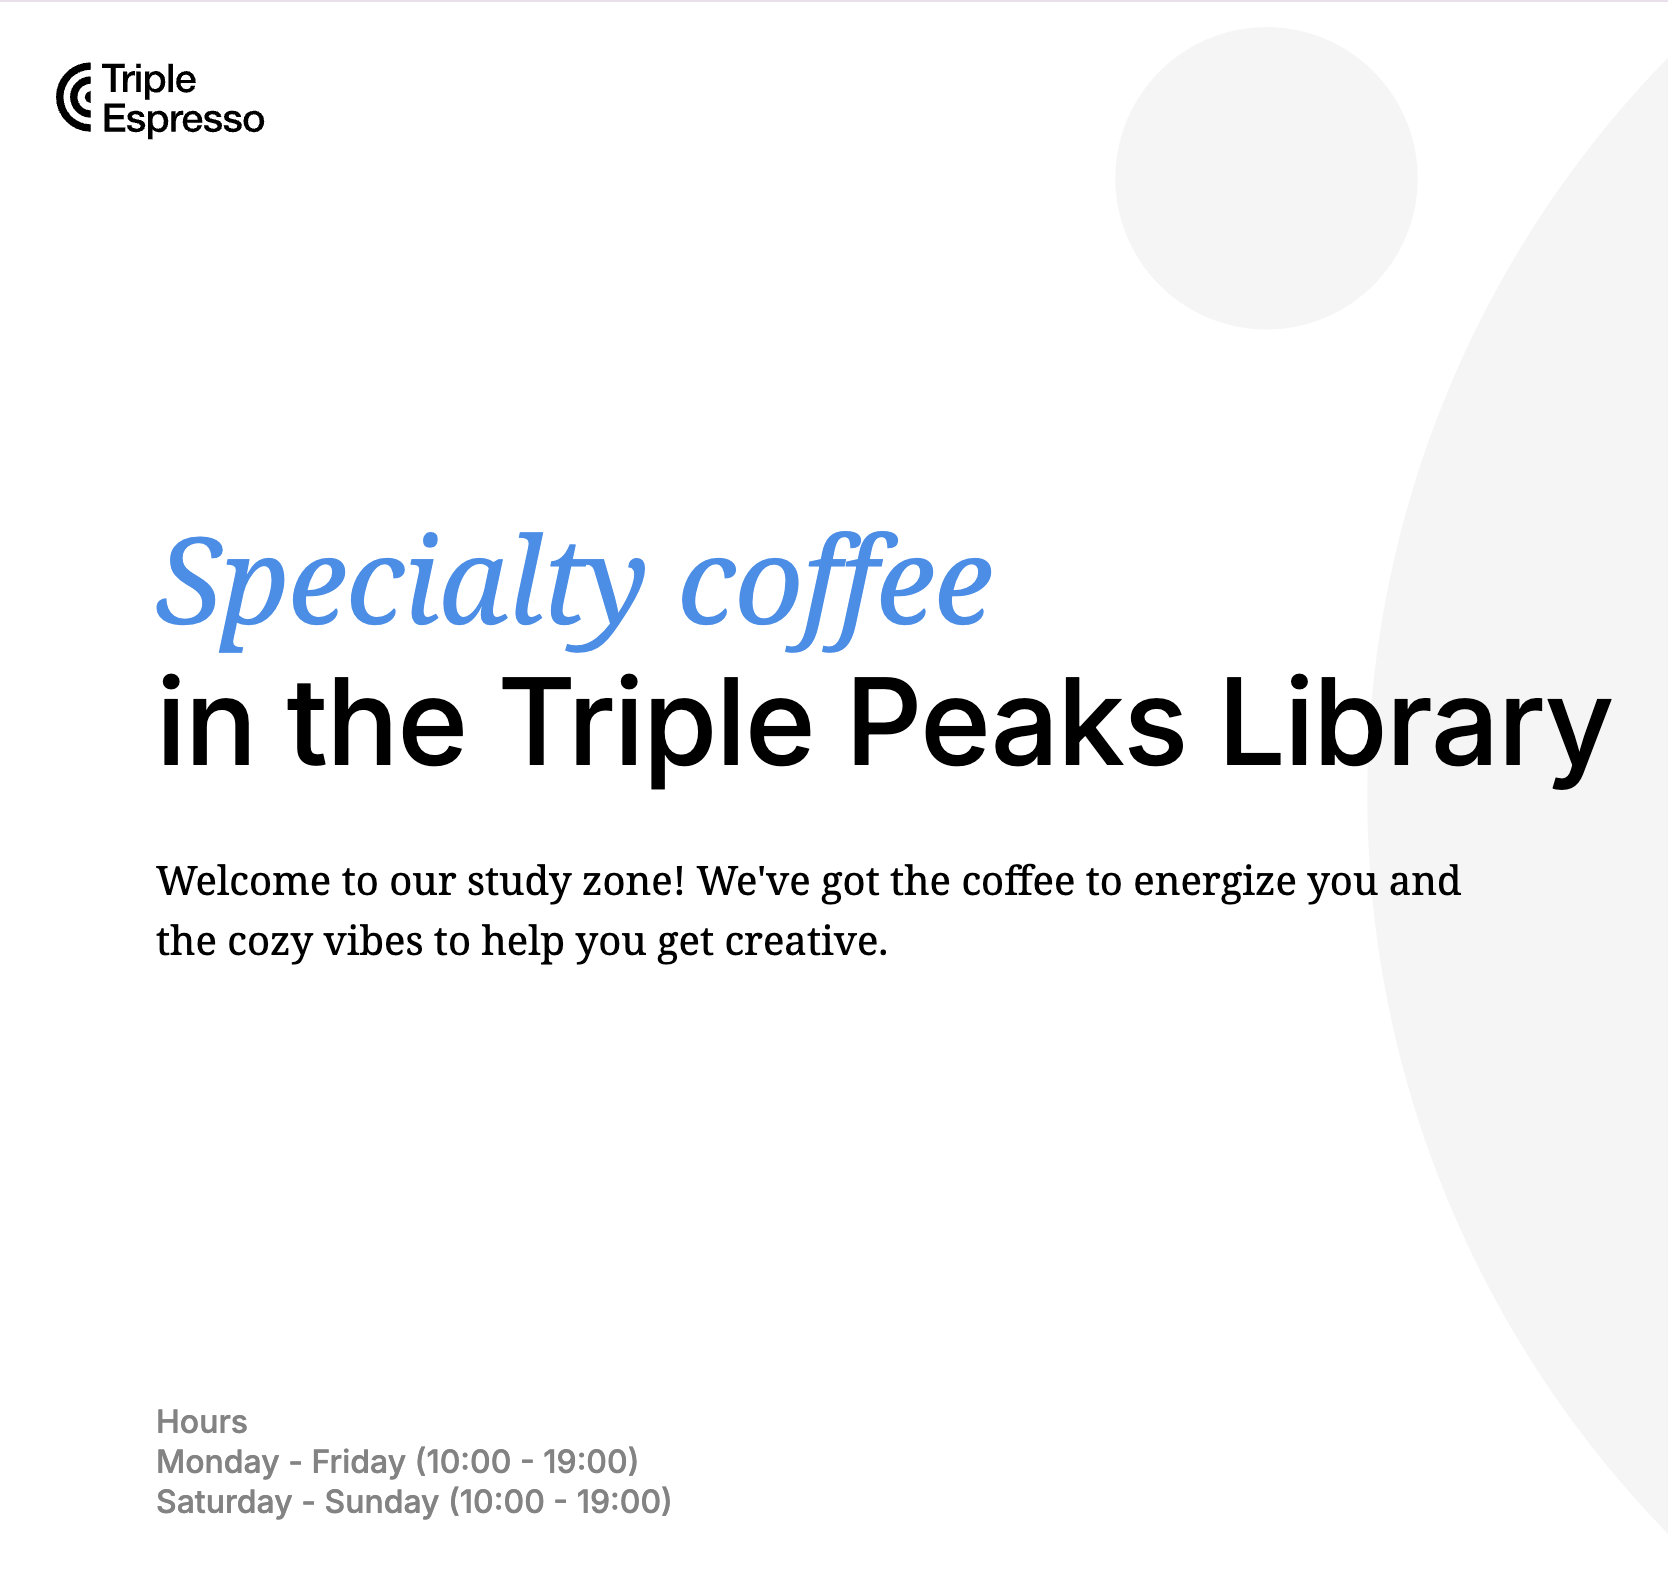 Triple
Espresso
Specialty coffee
in the Triple Peaks Library
Welcome to our study zone! We've got the coffee to energize you and
the cozy vibes to help you get creative.
Hours
Monday - Friday (10:00 - 19:00)
Saturday - Sunday (10:00 - 19:00)